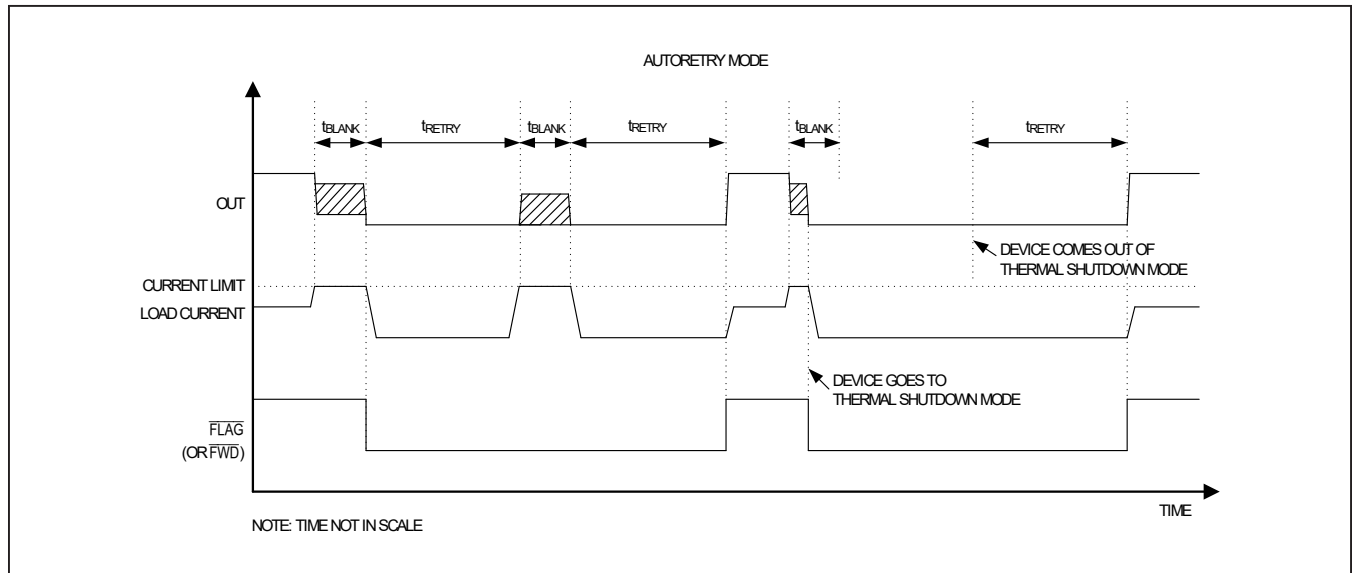 AUTORETRY MODE
tBLANK
tRETRY
tBLANK
tRETRY
tBLANK
tRETRY
OUT
DEVICE COMES OUT OF
THERMAL SHUTDOWN MODE
CURRENT LIMIT
LOAD CURRENT
DEVICE GOES TO
THERMAL SHUTDOWN MODE
FLAG
(OR FWD)
TIME
NOTE: TIME NOT IN SCALE